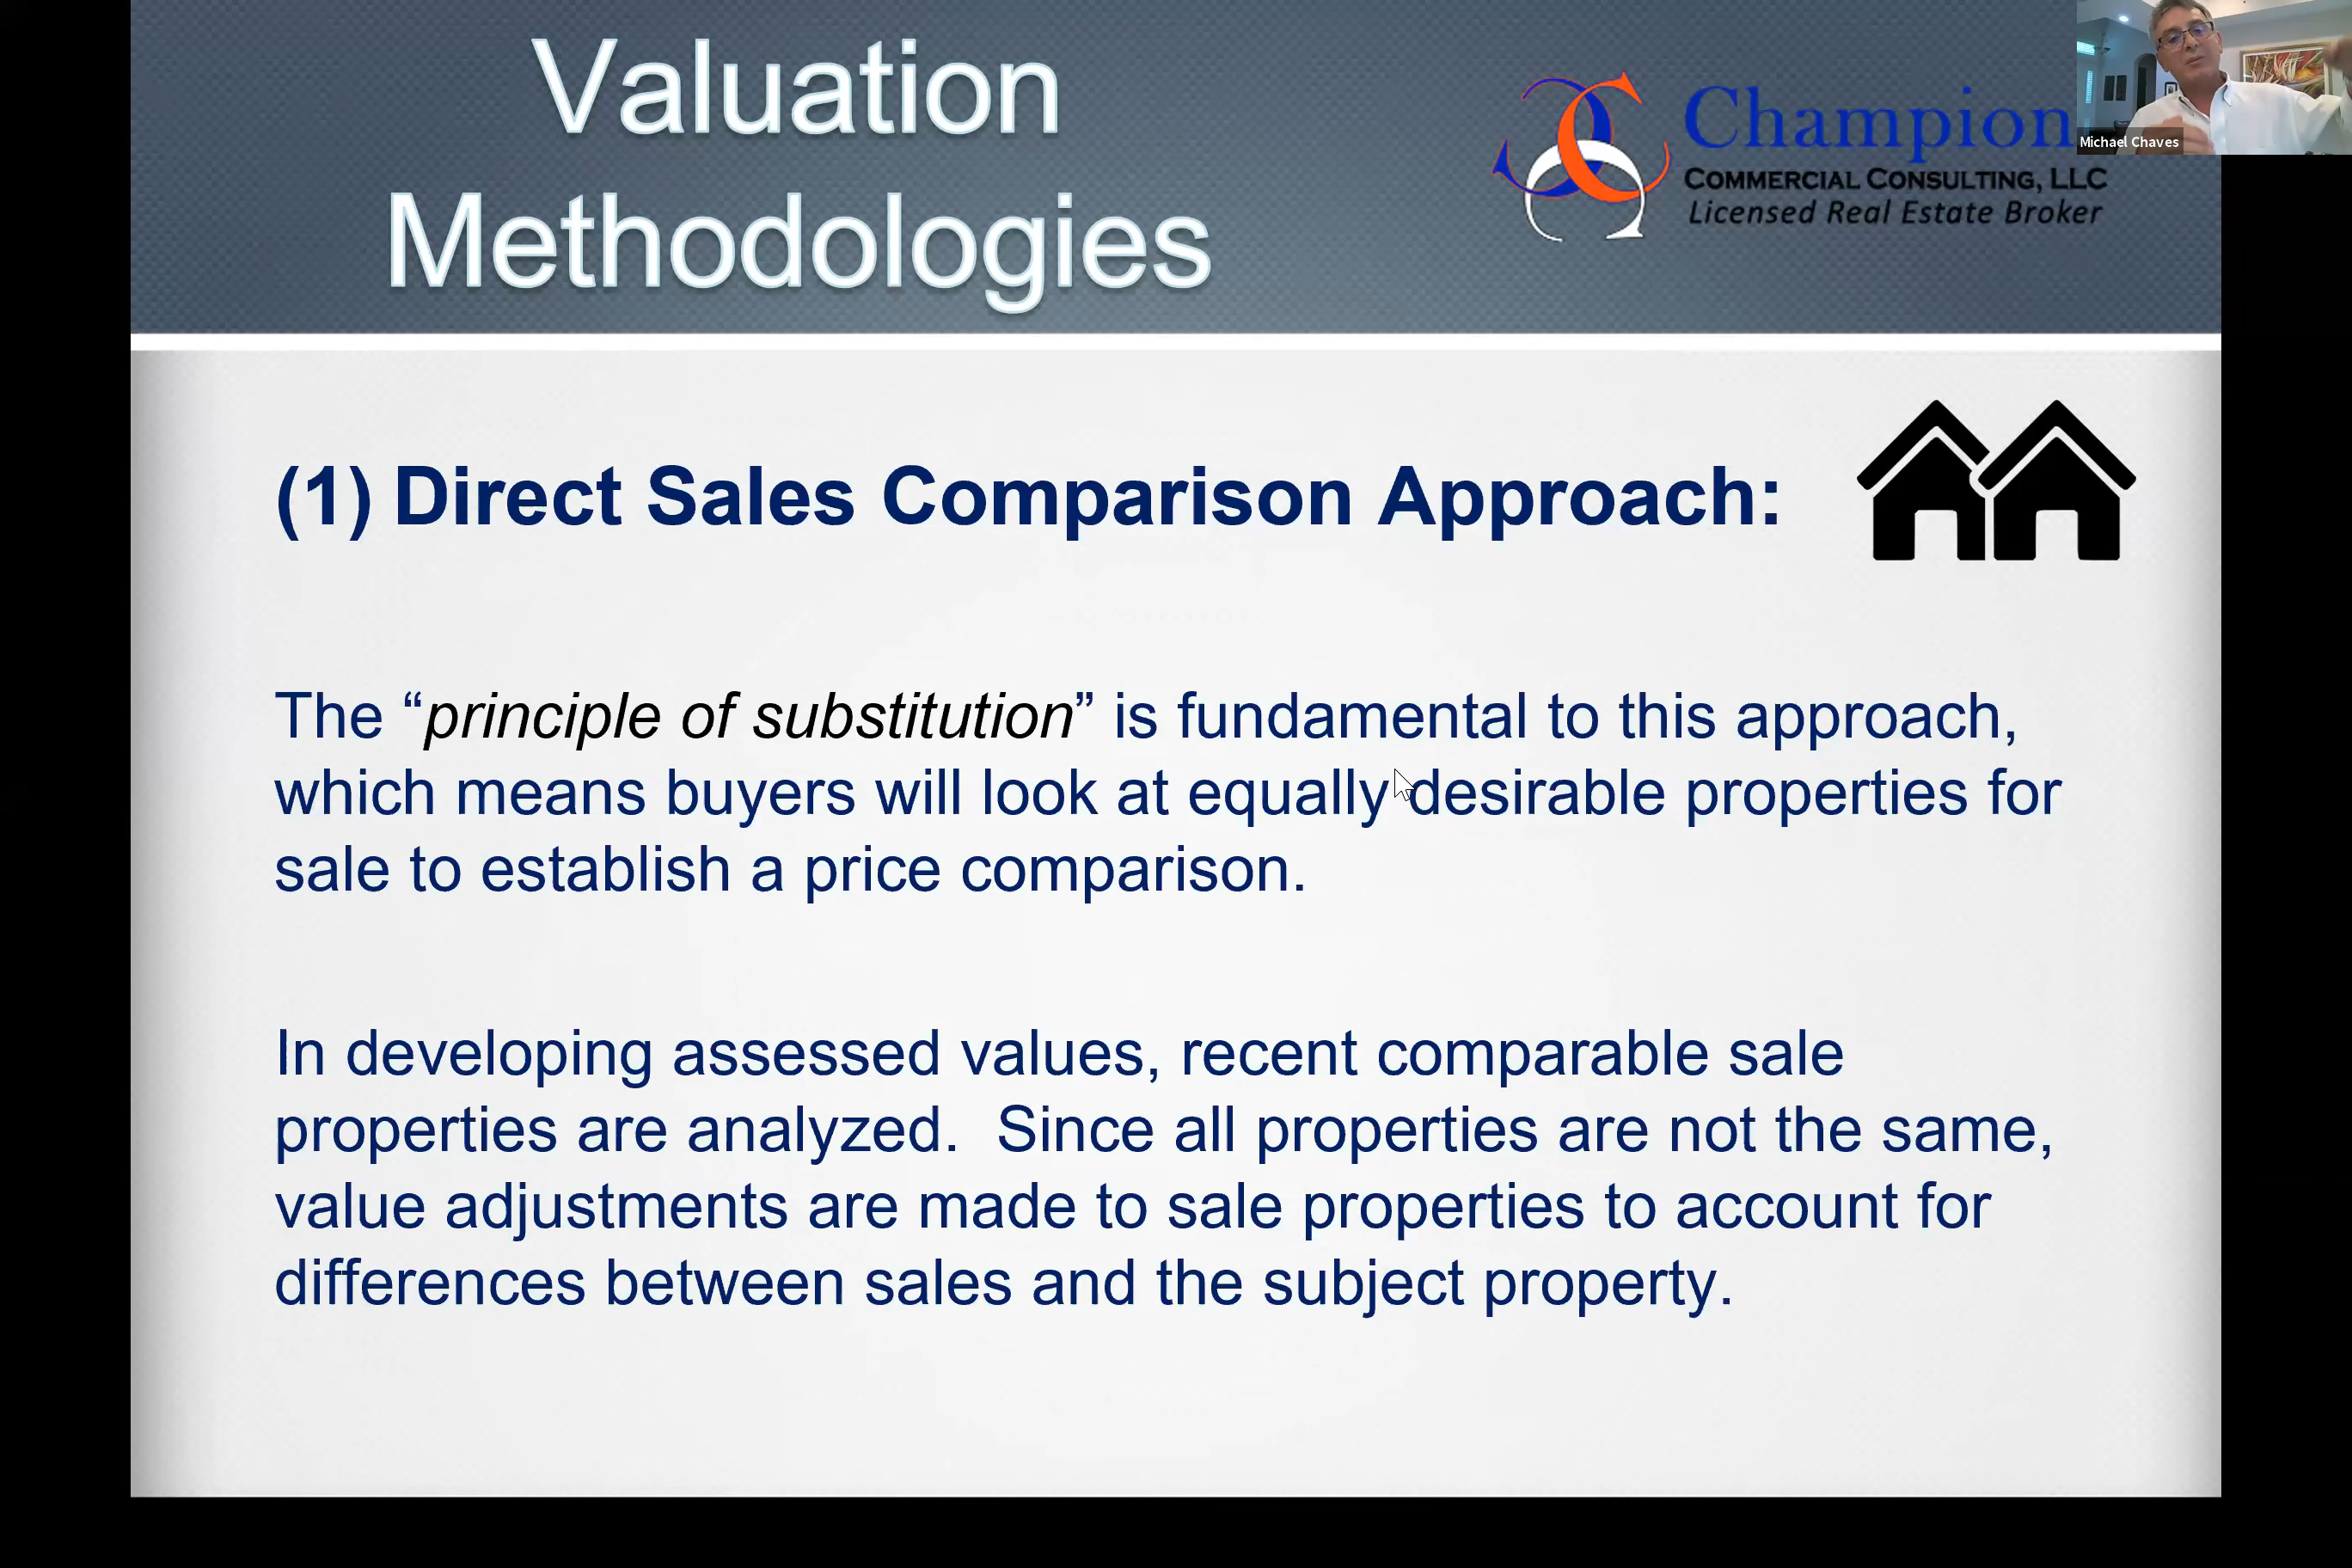 Valuation
Methodologies
Champion
COMMERCIAL CONSULTING, LLC
Licensed Real Estate Broker
Michael Chaves
(1) Direct Sales Comparison Approach:
The “principle of substitution” is fundamental to this approach,
which means buyers will look at equally desirable properties for
sale to establish a price comparison.
In developing assessed values, recent comparable sale
properties are analyzed.  Since all properties are not the same,
value adjustments are made to sale properties to account for
differences between sales and the subject property.